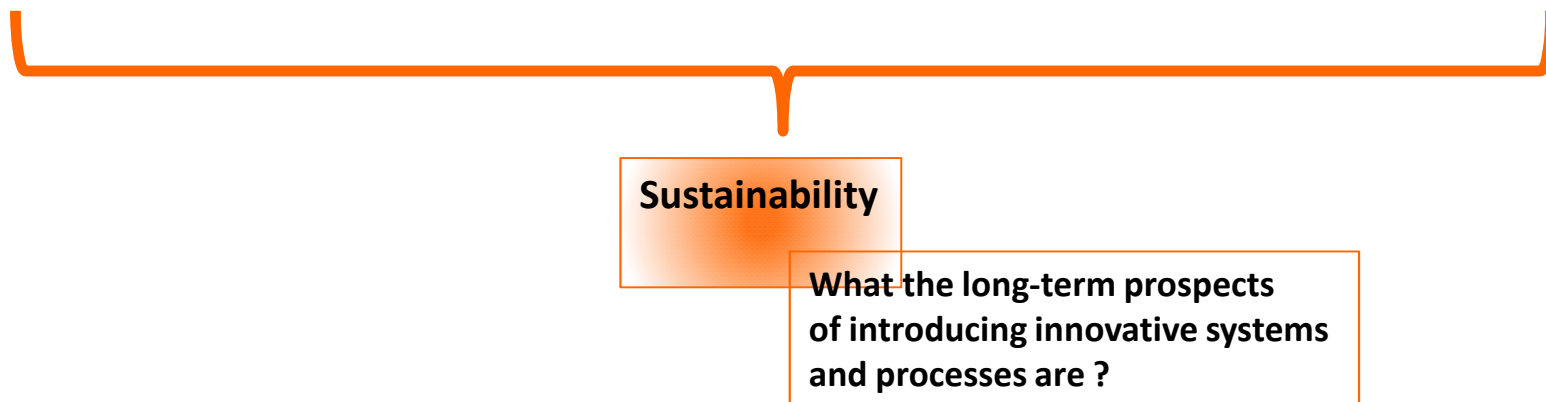 Sustainability
What the long-term prospects
of introducing innovative systems
and processes are ?